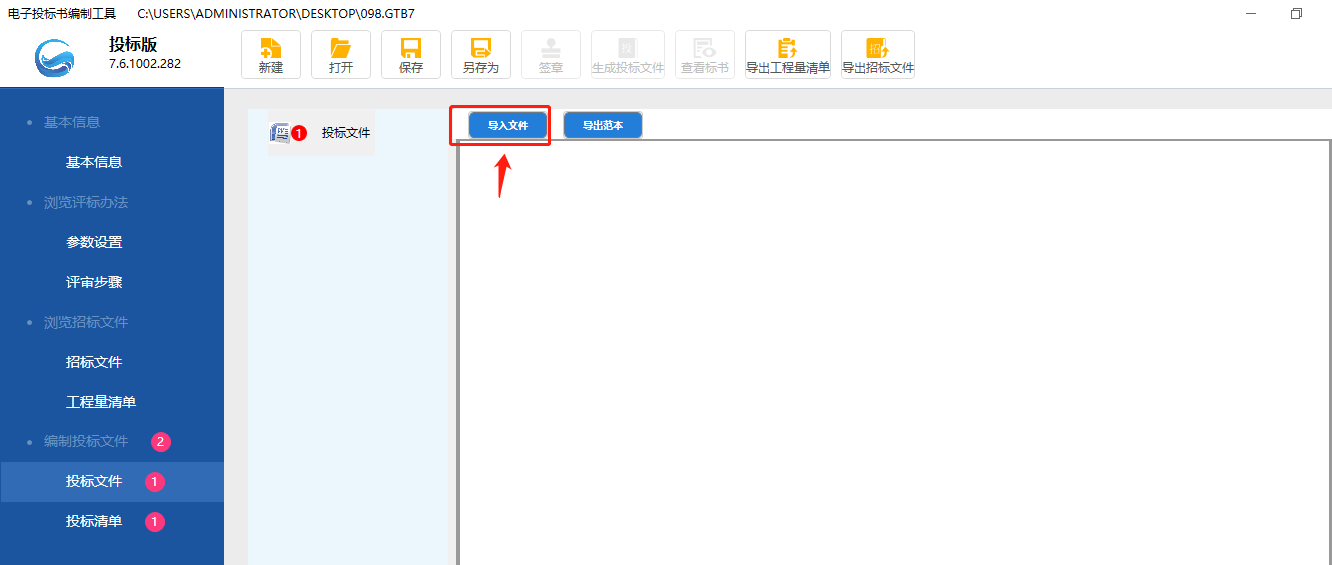 电子投标书编制工具 C:\USERS\ADMINISTRATOR\DESKTOP\098.GTB7
投标版
7.6.1002.282
新建
打开
保存
另存为
签章
生成投标文件
查看标书
导出工程量清单
导出招标文件
基本信息
基本信息
浏览评标办法
参数设置
评审步骤
浏览招标文件
招标文件
工程量清单
编制投标文件 2
投标文件 1
投标清单 1
1 投标文件
导入文件
导出范本